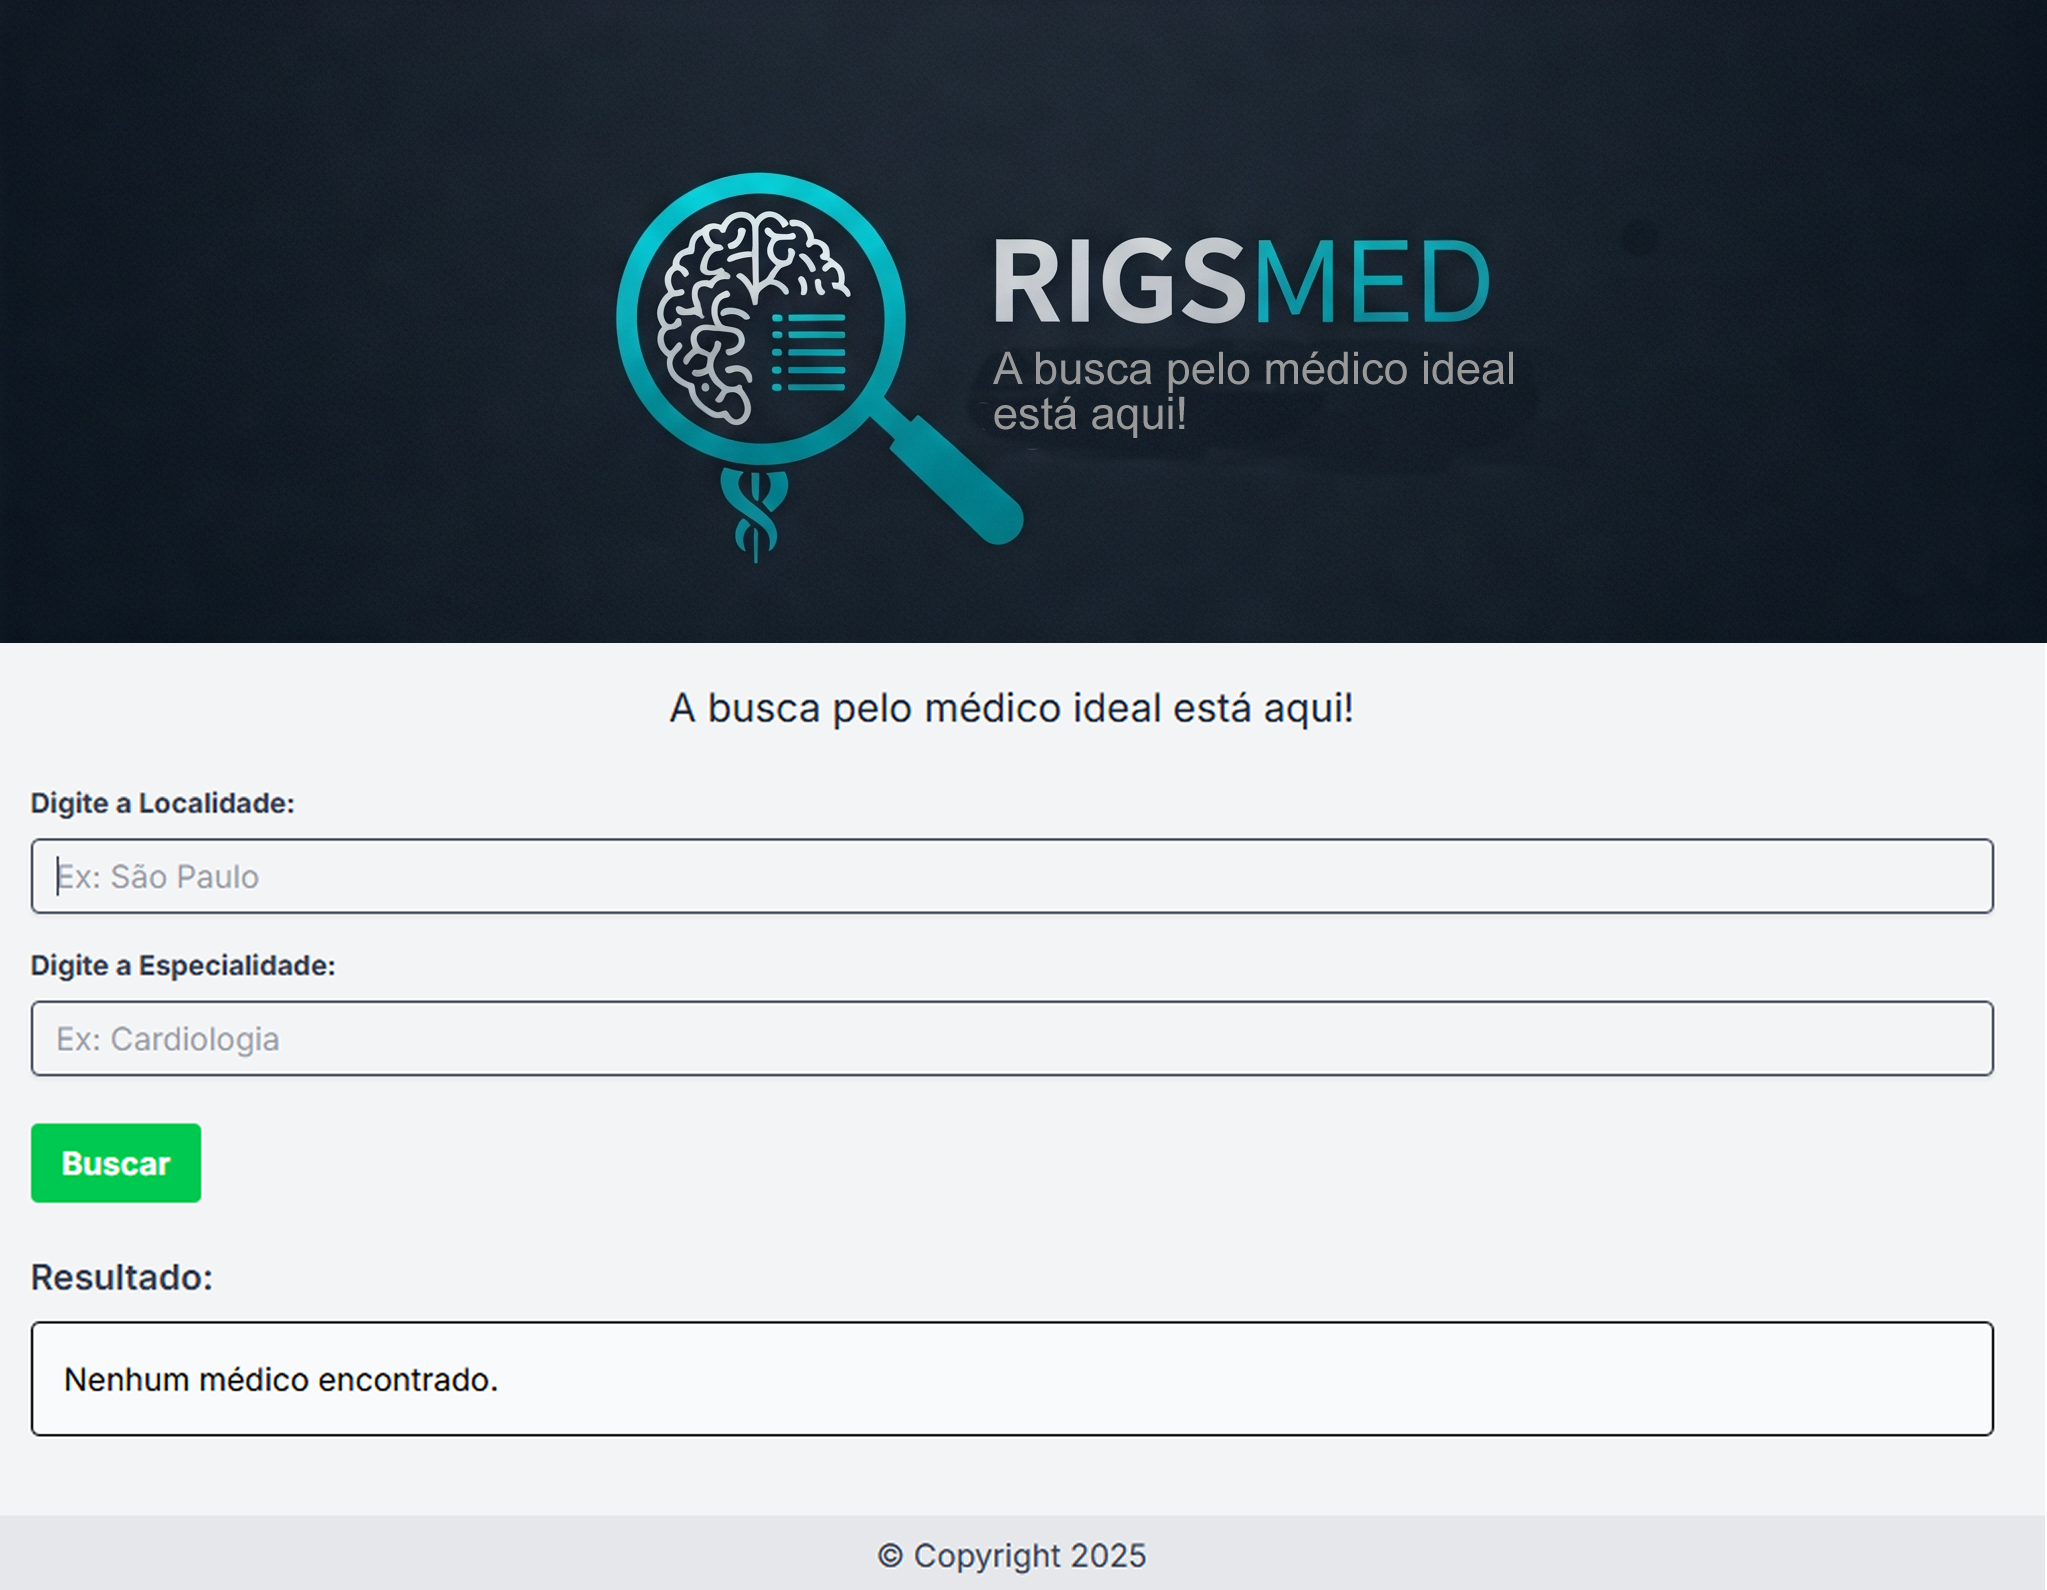 RIGSMED
A busca pelo médico ideal
está aqui!
A busca pelo médico ideal está aqui!
Digite a Localidade:
Ex: São Paulo
Digite a Especialidade:
Ex: Cardiologia
Buscar
Resultado:
Nenhum médico encontrado.
© Copyright 2025